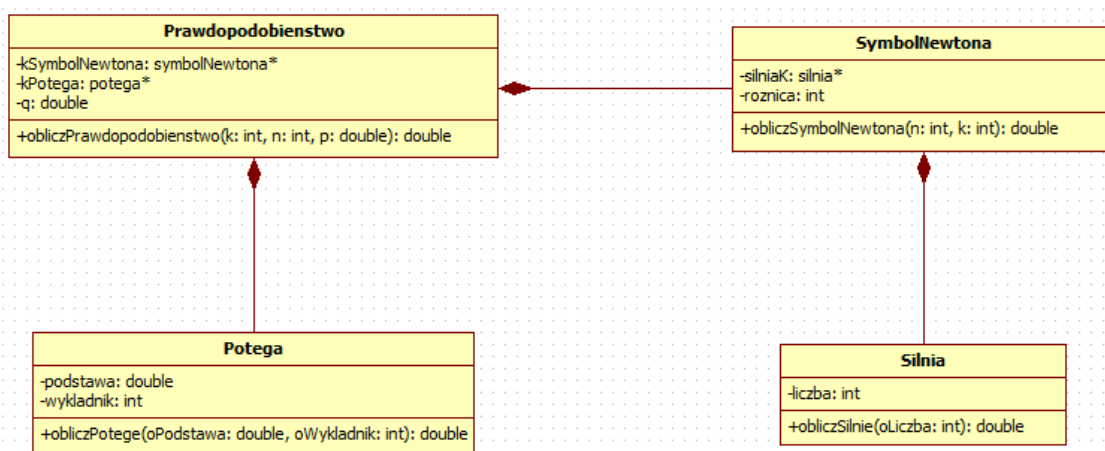 Prawdopodobienstwo
-kSymbolNewtona: symbolNewtona*
-kPotega: potega*
-q: double
+obliczPrawdopodobienstwo(k: int, n: int, p: double): double
SymbolNewtona
-silniaK: silnia*
-roznica: int
+obliczSymbolNewtona(n: int, k: int): double
Potega
-podstawa: double
-wykladnik: int
+obliczPotege(oPodstawa: double, oWykladnik: int): double
Silnia
-liczba: int
+obliczSilnie(oLiczba: int): double